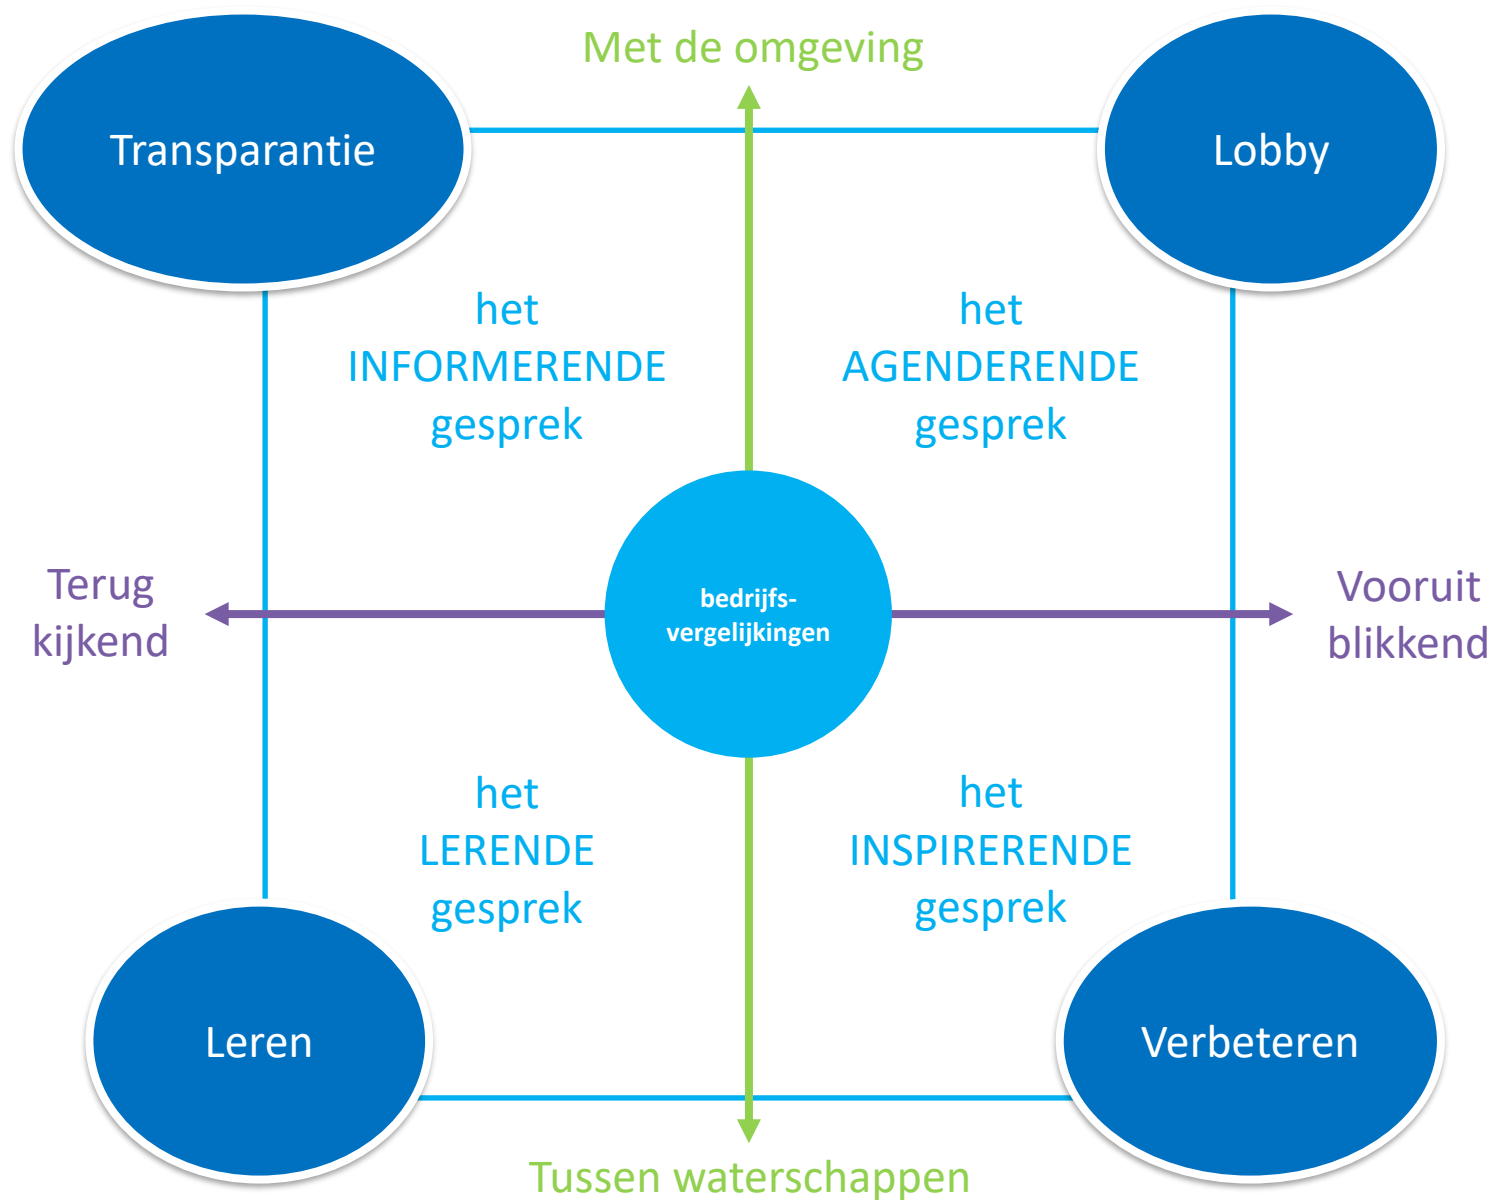 Met de omgeving
Transparantie
Lobby
het
INFORMERENDE
gesprek
het
AGENDERENDE
gesprek
Terug
kijkend
bedrijfs-
vergelijkingen
Vooruit
blikkend
het
LERENDE
gesprek
het
INSPIRERENDE
gesprek
Leren
Verbeteren
Tussen waterschappen